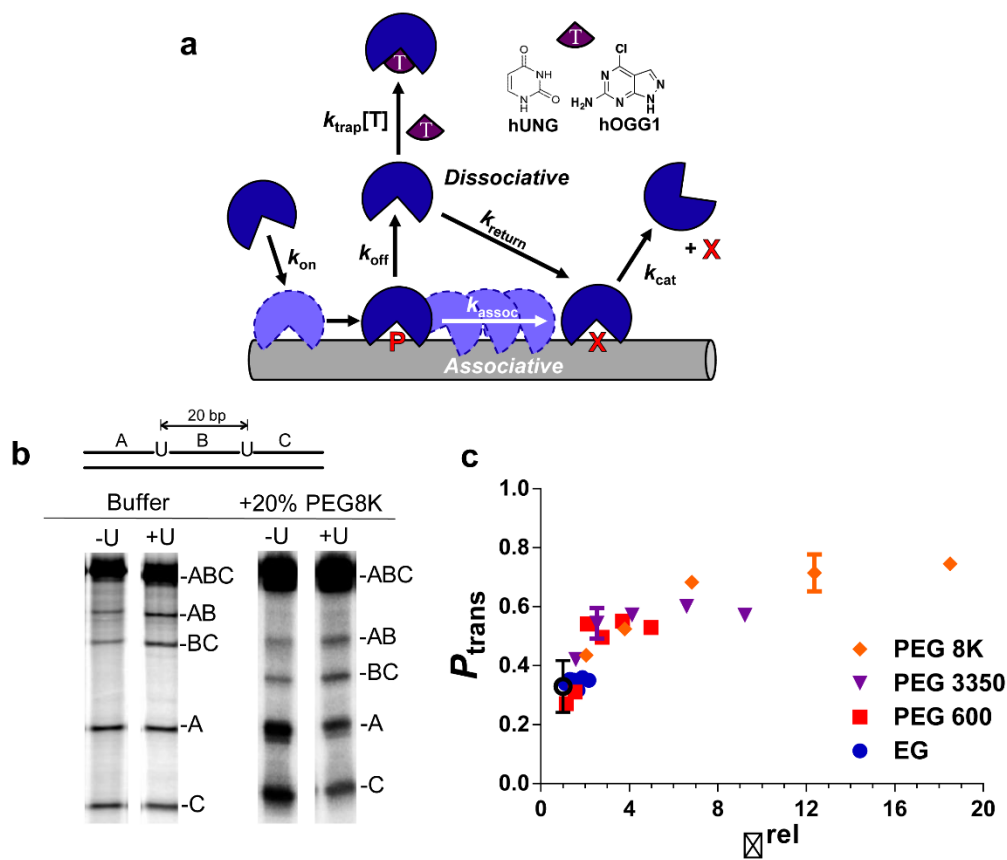 a
T
T
Cl
O
NH
N
H
O
N
N
H₂N
N
N
H
hUNG hOGG1
k_trap[T]
T
Dissociative
k_on
k_off
k_return
k_cat
+ X
k_assoc
P
X
Associative
b
20 bp
A U B U C
Buffer +20% PEG8K
-U +U -U +U
-ABC -ABC
-AB -AB
-BC -BC
-A -A
-C -C
c
1.0
0.8
0.6
0.4
0.2
0.0
P_trans
PEG 8K
PEG 3350
PEG 600
EG
0 4 8 12 16 20
rel